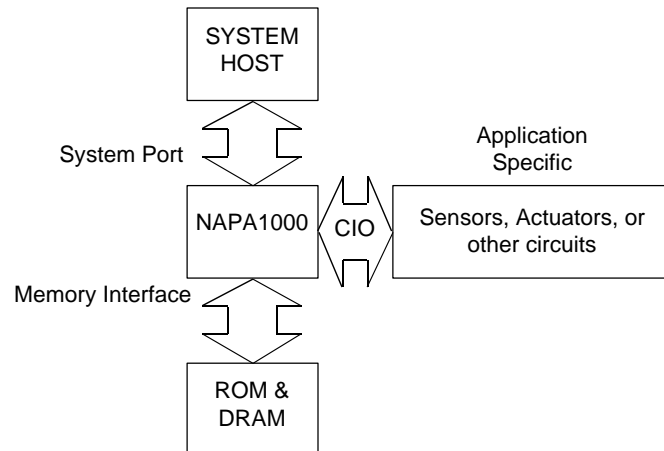 SYSTEM
HOST
System Port
Application
Specific
NAPA1000
CIO
Sensors, Actuators, or
other circuits
Memory Interface
ROM &
DRAM